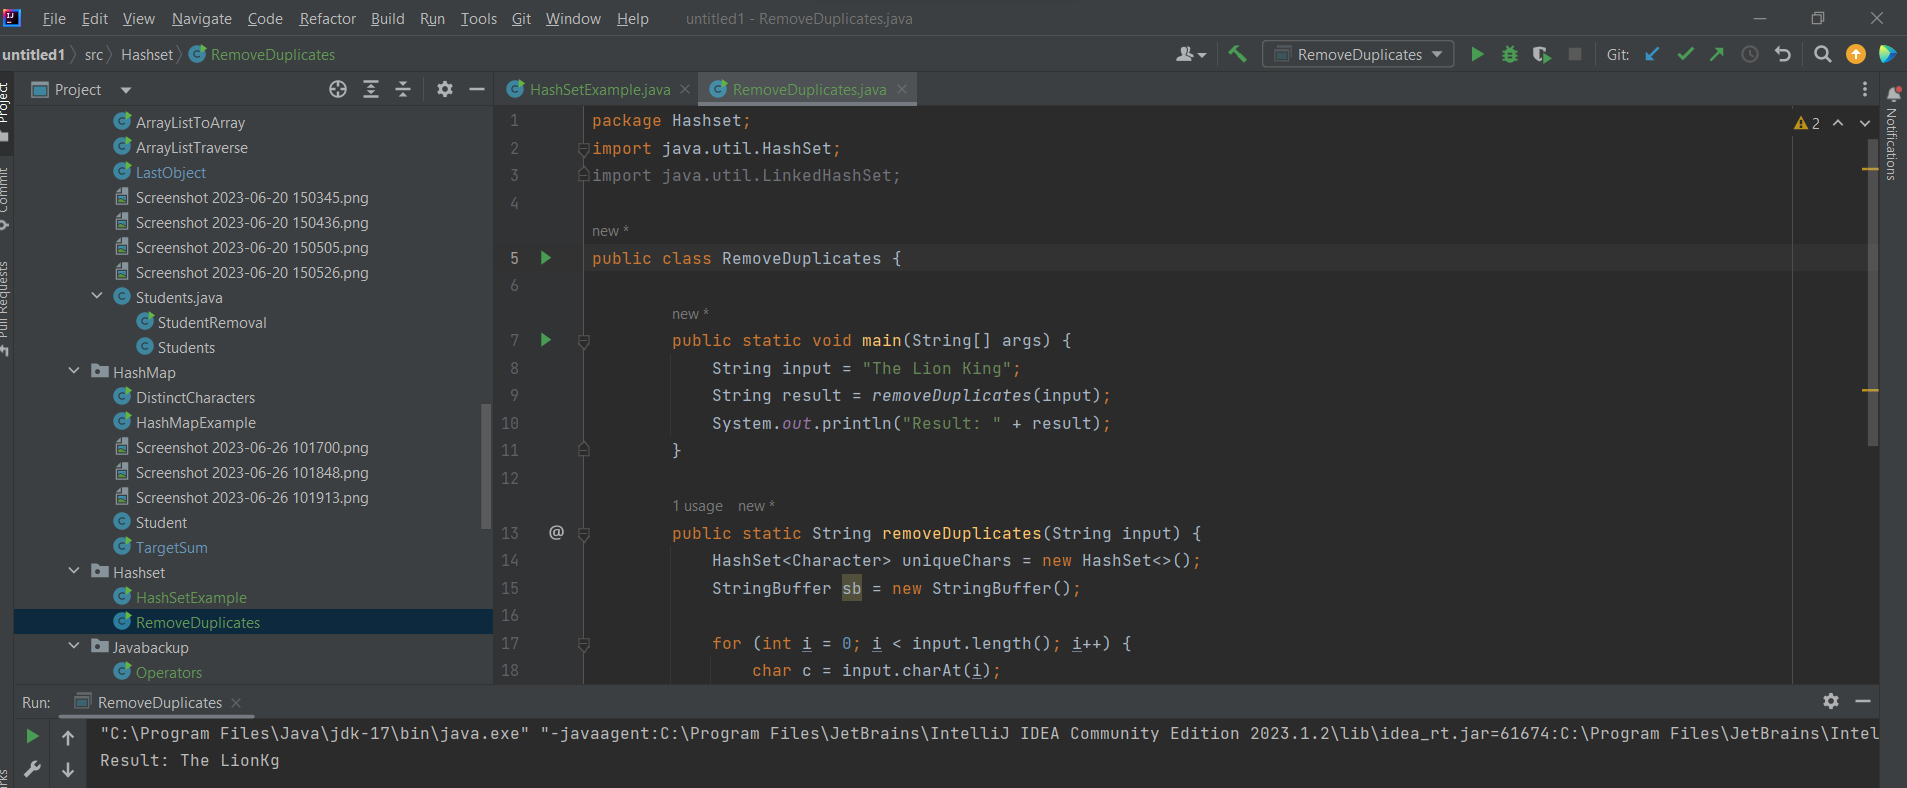 File Edit View Navigate Code Refactor Build Run Tools Git Window Help untitled1 - RemoveDuplicates.java
untitled1 src Hashset RemoveDuplicates
RemoveDuplicates Git:
Project
Commit
Pull Requests
Project
ArrayListToArray
ArrayListTraverse
LastObject
Screenshot 2023-06-20 150345.png
Screenshot 2023-06-20 150436.png
Screenshot 2023-06-20 150505.png
Screenshot 2023-06-20 150526.png
Students.java
StudentRemoval
Students
HashMap
DistinctCharacters
HashMapExample
Screenshot 2023-06-26 101700.png
Screenshot 2023-06-26 101848.png
Screenshot 2023-06-26 101913.png
Student
TargetSum
Hashset
HashSetExample
RemoveDuplicates
Javabackup
Operators
HashSetExample.java RemoveDuplicates.java
2
Notifications
1 package Hashset;
2 import java.util.HashSet;
3 import java.util.LinkedHashSet;
4
new *
5 public class RemoveDuplicates {
6
new *
7 public static void main(String[] args) {
8 String input = "The Lion King";
9 String result = removeDuplicates(input);
10 System.out.println("Result: " + result);
11 }
12
1 usage new *
13 @ public static String removeDuplicates(String input) {
14 HashSet<Character> uniqueChars = new HashSet<>();
15 StringBuffer sb = new StringBuffer();
16
17 for (int i = 0; i < input.length(); i++) {
18 char c = input.charAt(i);
Run: RemoveDuplicates
"C:\Program Files\Java\jdk-17\bin\java.exe" "-javaagent:C:\Program Files\JetBrains\IntelliJ IDEA Community Edition 2023.1.2\lib\idea_rt.jar=61674:C:\Program Files\JetBrains\Intel
Result: The LionKg